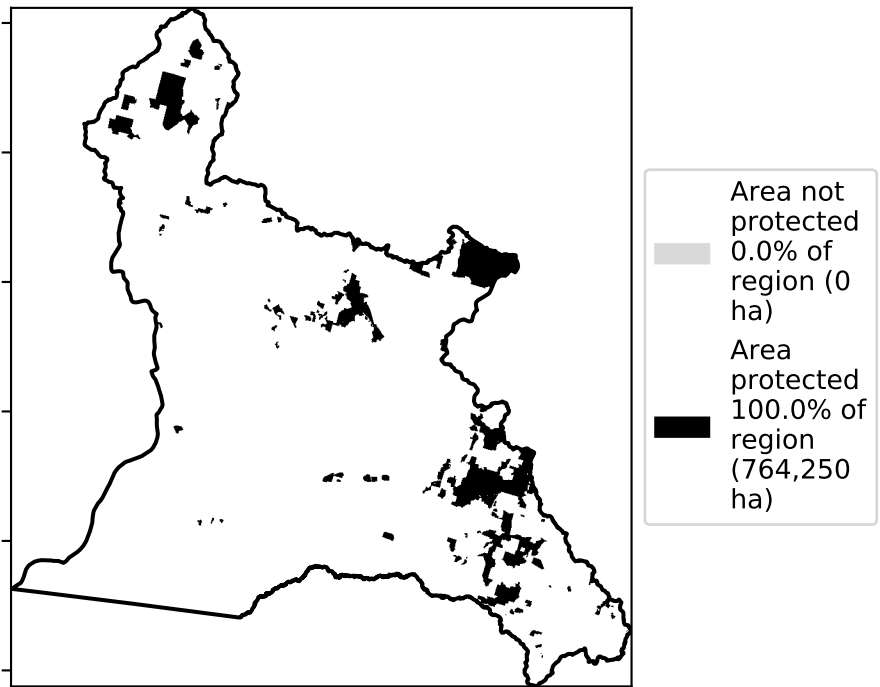 Area not
protected
0.0% of
region (0
ha)
Area
protected
100.0% of
region
(764,250
ha)